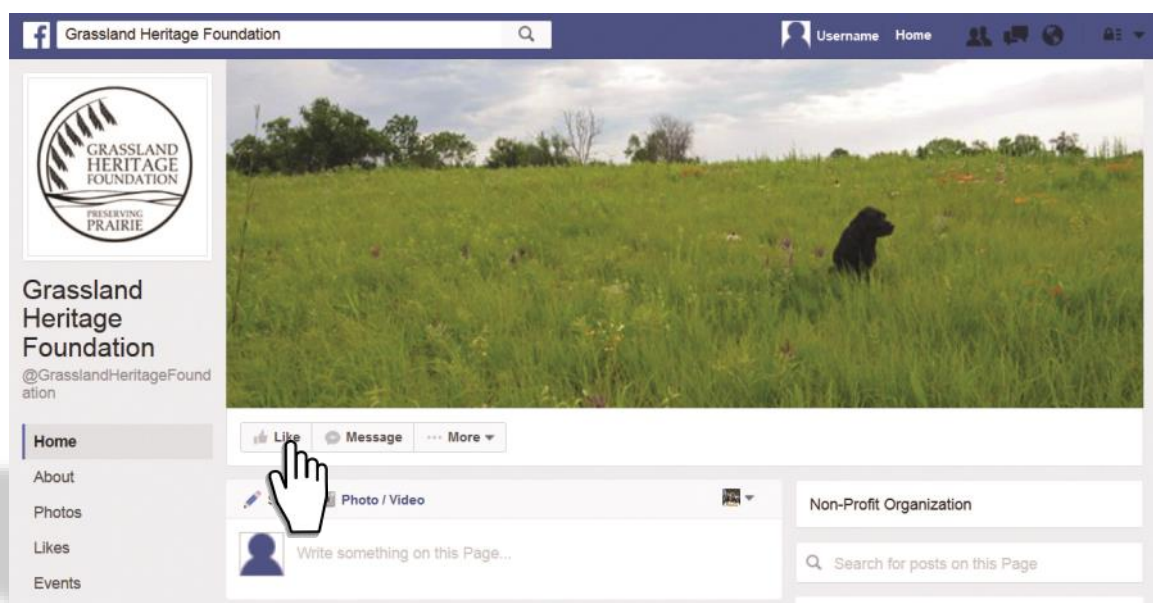 f Grassland Heritage Foundation Username Home
GRASSLAND
HERITAGE
FOUNDATION
PRESERVING
PRAIRIE
Grassland
Heritage
Foundation
@GrasslandHeritageFound
ation
Home
About
Photos
Likes
Events
Like Message ... More
Photo / Video
Write something on this Page...
Non-Profit Organization
Search for posts on this Page